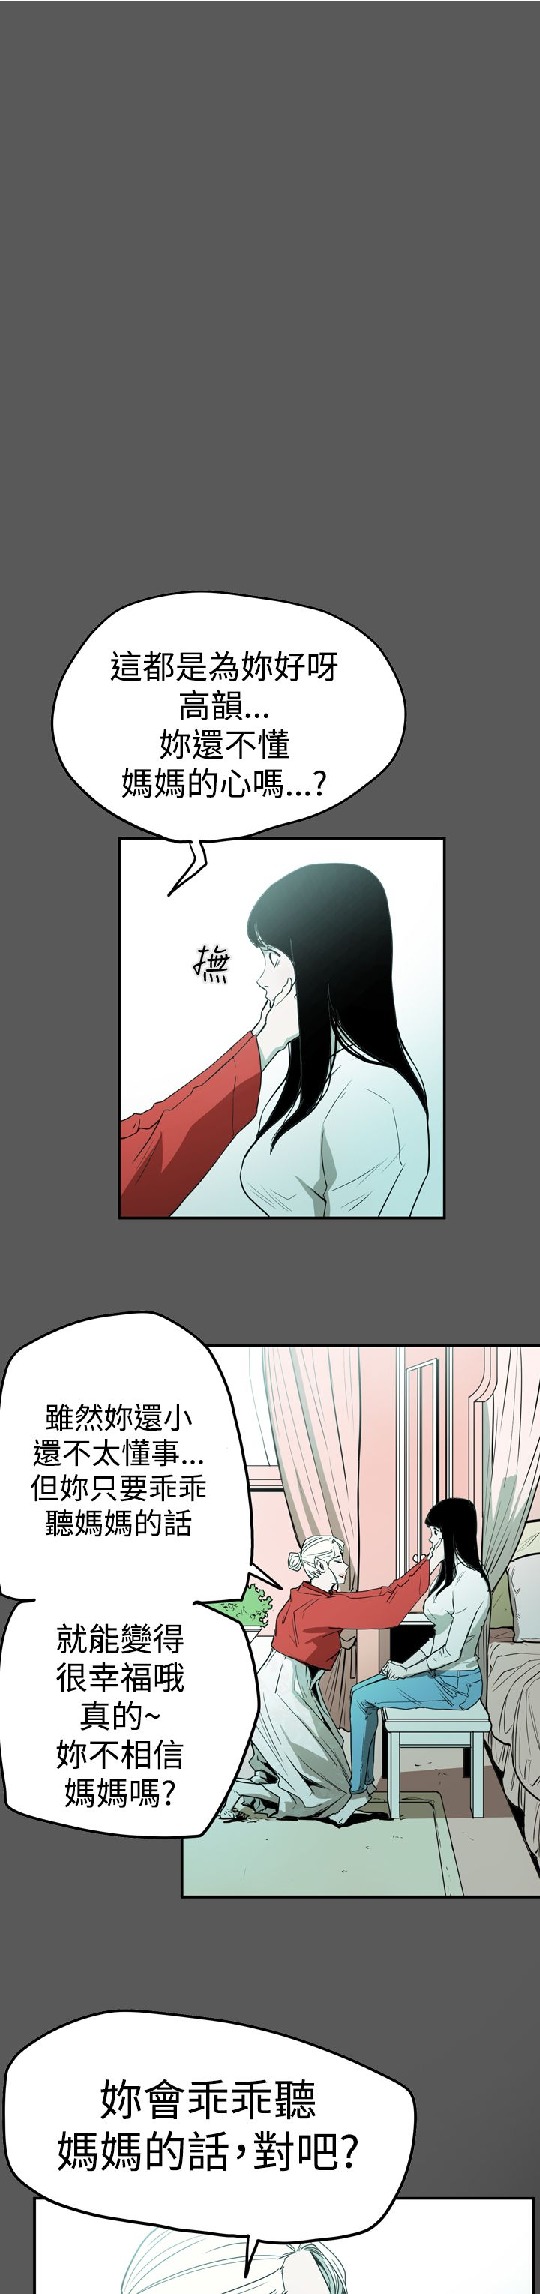 這都是為妳好呀
高韻...
妳還不懂
媽媽的心嗎...?
撫
雖然妳還小
還不太懂事...
但妳只要乖乖
聽媽媽的話
就能變得
很幸福哦
真的~
妳不相信
媽媽嗎?
妳會乖乖聽
媽媽的話,對吧?